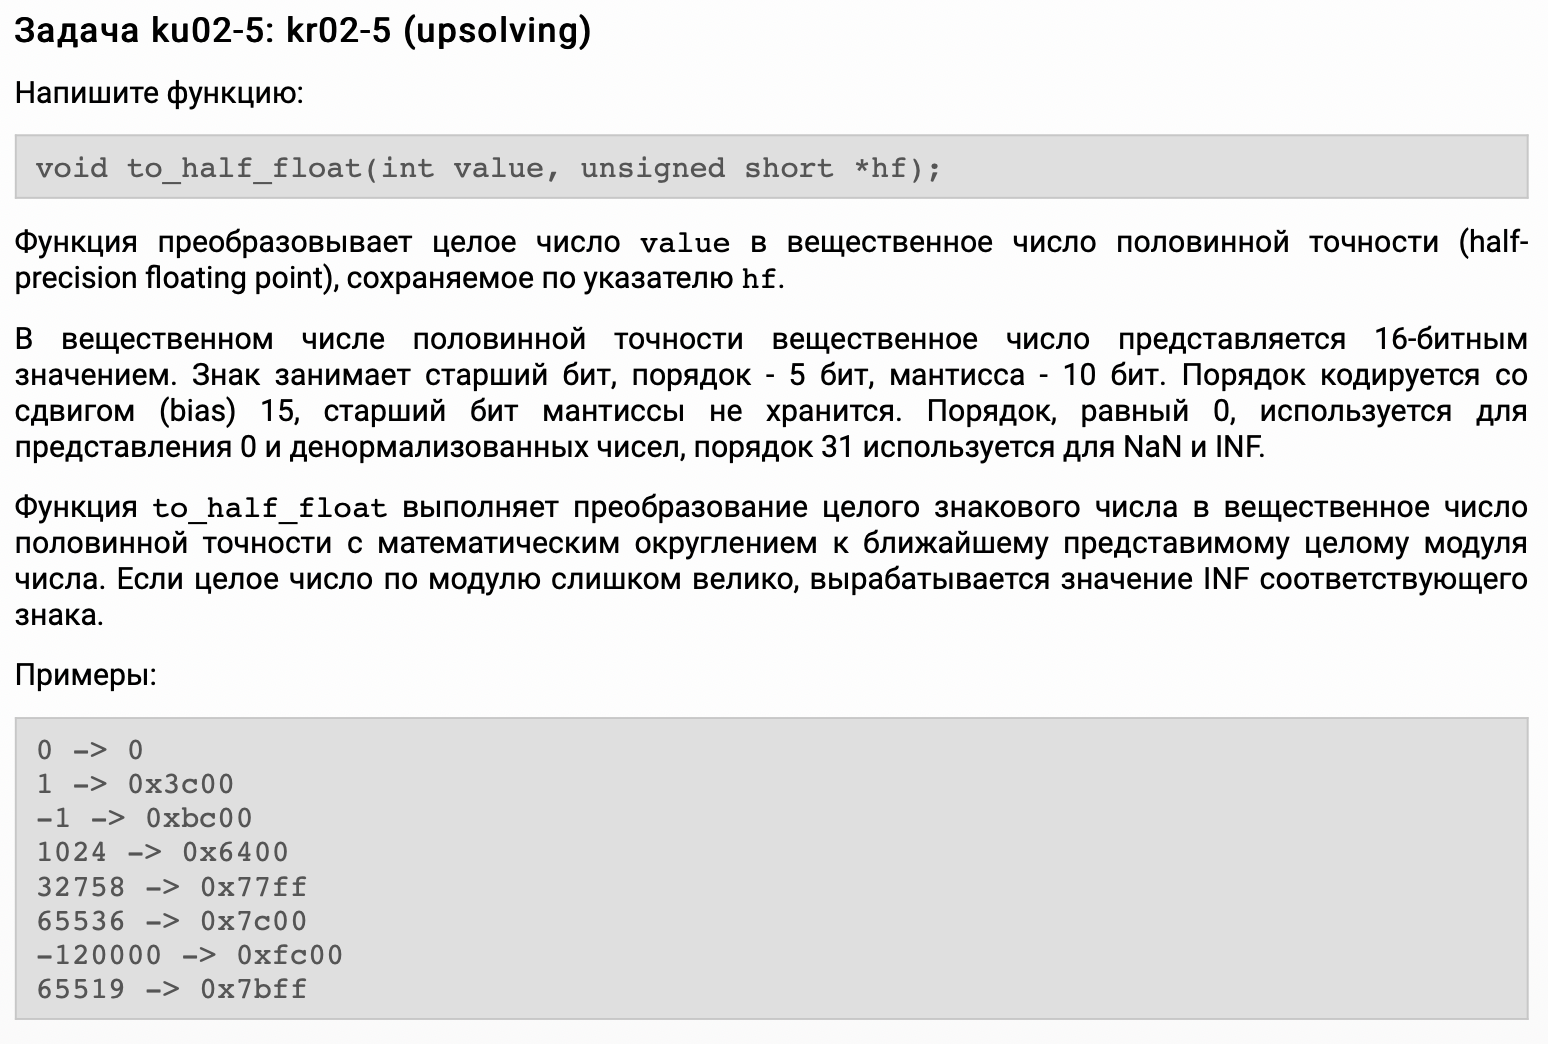 Задача ku02-5: kr02-5 (upsolving)
Напишите функцию:
void to_half_float(int value, unsigned short *hf);
Функция преобразовывает целое число value в вещественное число половинной точности (half-
precision floating point), сохраняемое по указателю hf.
В вещественном числе половинной точности вещественное число представляется 16-битным
значением. Знак занимает старший бит, порядок - 5 бит, мантисса - 10 бит. Порядок кодируется со
сдвигом (bias) 15, старший бит мантиссы не хранится. Порядок, равный 0, используется для
представления 0 и денормализованных чисел, порядок 31 используется для NaN и INF.
Функция to_half_float выполняет преобразование целого знакового числа в вещественное число
половинной точности с математическим округлением к ближайшему представимому целому модуля
числа. Если целое число по модулю слишком велико, вырабатывается значение INF соответствующего
знака.
Примеры:
0 -> 0
1 -> 0x3c00
-1 -> 0xbc00
1024 -> 0x6400
32758 -> 0x77ff
65536 -> 0x7c00
-120000 -> 0xfc00
65519 -> 0x7bff